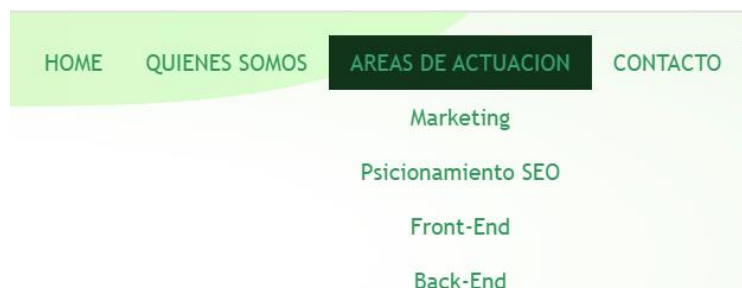 HOME QUIENES SOMOS AREAS DE ACTUACION CONTACTO
Marketing
Psicionamiento SEO
Front-End
Back-End